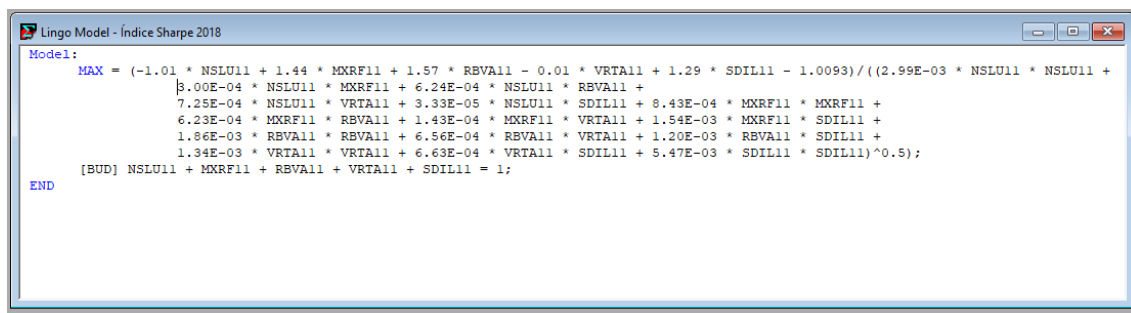 Lingo Model - Índice Sharpe 2018
Model:
MAX = (-1.01 * NSLU11 + 1.44 * MXRF11 + 1.57 * RBVA11 - 0.01 * VRTA11 + 1.29 * SDIL11 - 1.0093)/((2.99E-03 * NSLU11 * NSLU11 +
3.00E-04 * NSLU11 * MXRF11 + 6.24E-04 * NSLU11 * RBVA11 +
7.25E-04 * NSLU11 * VRTA11 + 3.33E-05 * NSLU11 * SDIL11 + 8.43E-04 * MXRF11 * MXRF11 +
6.23E-04 * MXRF11 * RBVA11 + 1.43E-04 * MXRF11 * VRTA11 + 1.54E-03 * MXRF11 * SDIL11 +
1.86E-03 * RBVA11 * RBVA11 + 6.56E-04 * RBVA11 * VRTA11 + 1.20E-03 * RBVA11 * SDIL11 +
1.34E-03 * VRTA11 * VRTA11 + 6.63E-04 * VRTA11 * SDIL11 + 5.47E-03 * SDIL11 * SDIL11)^0.5);
[BUD] NSLU11 + MXRF11 + RBVA11 + VRTA11 + SDIL11 = 1;
END